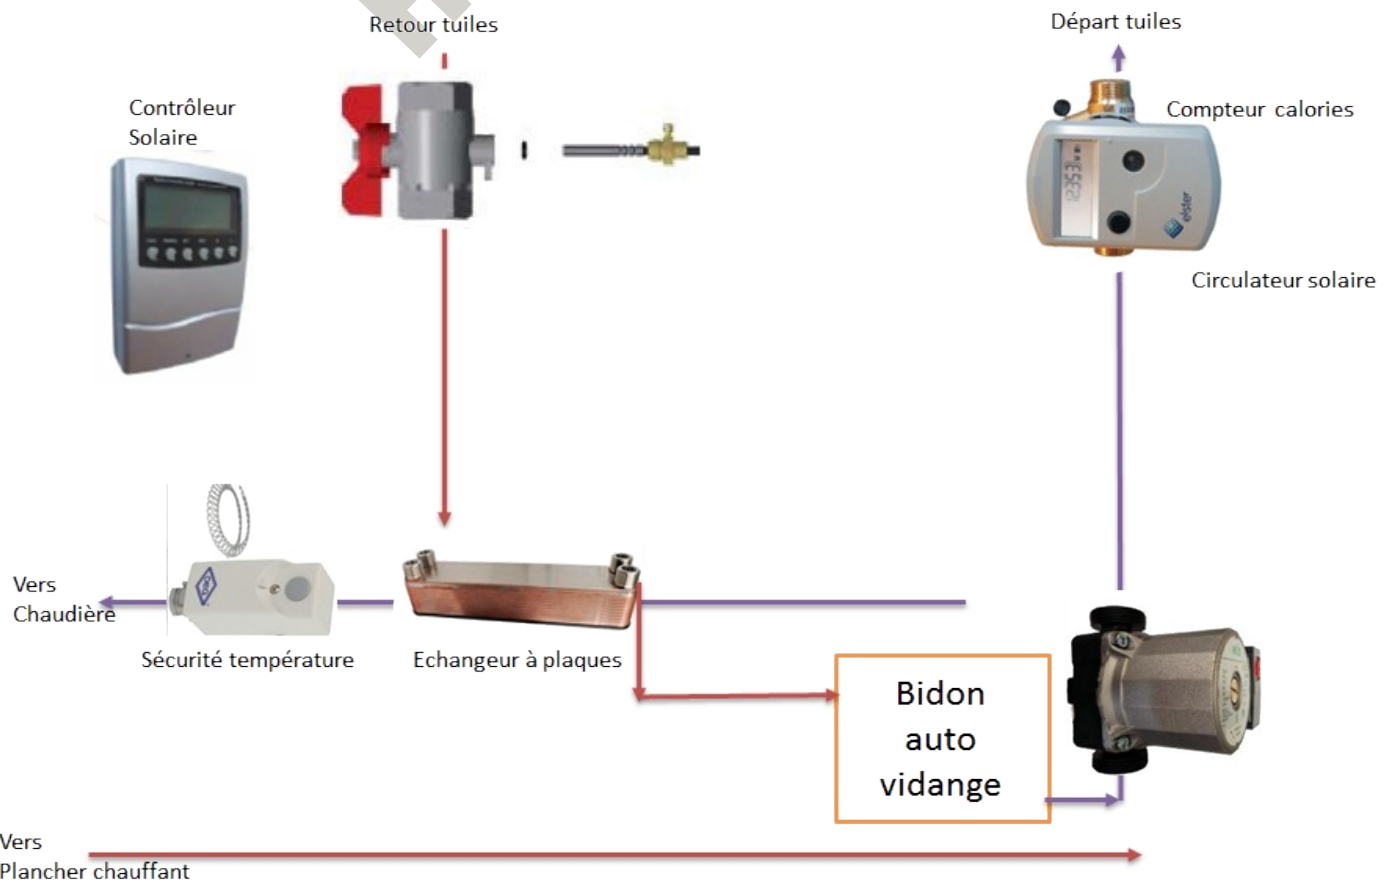 Retour tuiles
Départ tuiles
Contrôleur
Solaire
Compteur calories
elster
Circulateur solaire
Vers
Chaudière
Sécurité température
Echangeur à plaques
Bidon
auto
vidange
Vers
Plancher chauffant